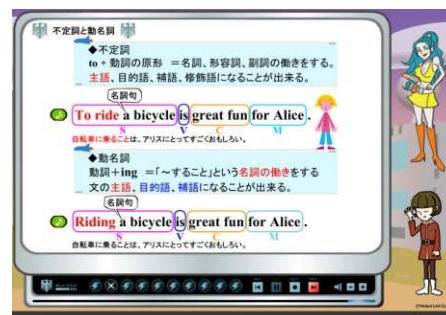 不定詞と動名詞
◆不定詞
to + 動詞の原形 ＝名詞、形容詞、副詞の働きをする。
主語、目的語、補語、修飾語になることが出来る。
名詞句
To ride a bicycle is great fun for Alice.
S V C M
自転車に乗ることは、アリスにとってすごくおもしろい。
◆動名詞
動詞＋ing ＝「～すること」という名詞の働きをする
文の主語、目的語、補語になることが出来る。
名詞句
Riding a bicycle is great fun for Alice.
S V C M
自転車に乗ることは、アリスにとってすごくおもしろい。